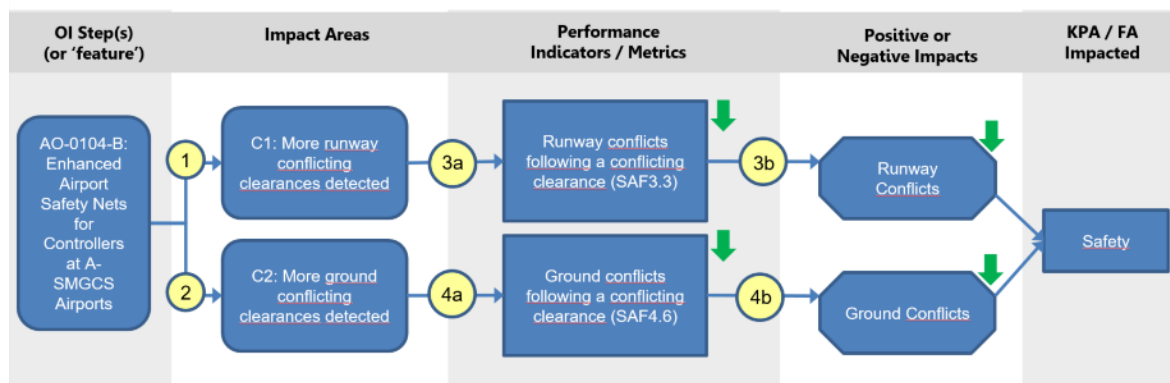 OI Step(s)
(or ‘feature’)
Impact Areas
Performance
Indicators / Metrics
Positive or
Negative Impacts
KPA / FA
Impacted
AO-0104-B:
Enhanced
Airport
Safety Nets
for
Controllers
at A-
SMGCS
Airports
1
C1: More runway
conflicting
clearances detected
3a
Runway conflicts
following a conflicting
clearance (SAF3.3)
3b
Runway
Conflicts
2
C2: More ground
conflicting
clearances detected
4a
Ground conflicts
following a conflicting
clearance (SAF4.6)
4b
Ground Conflicts
Safety